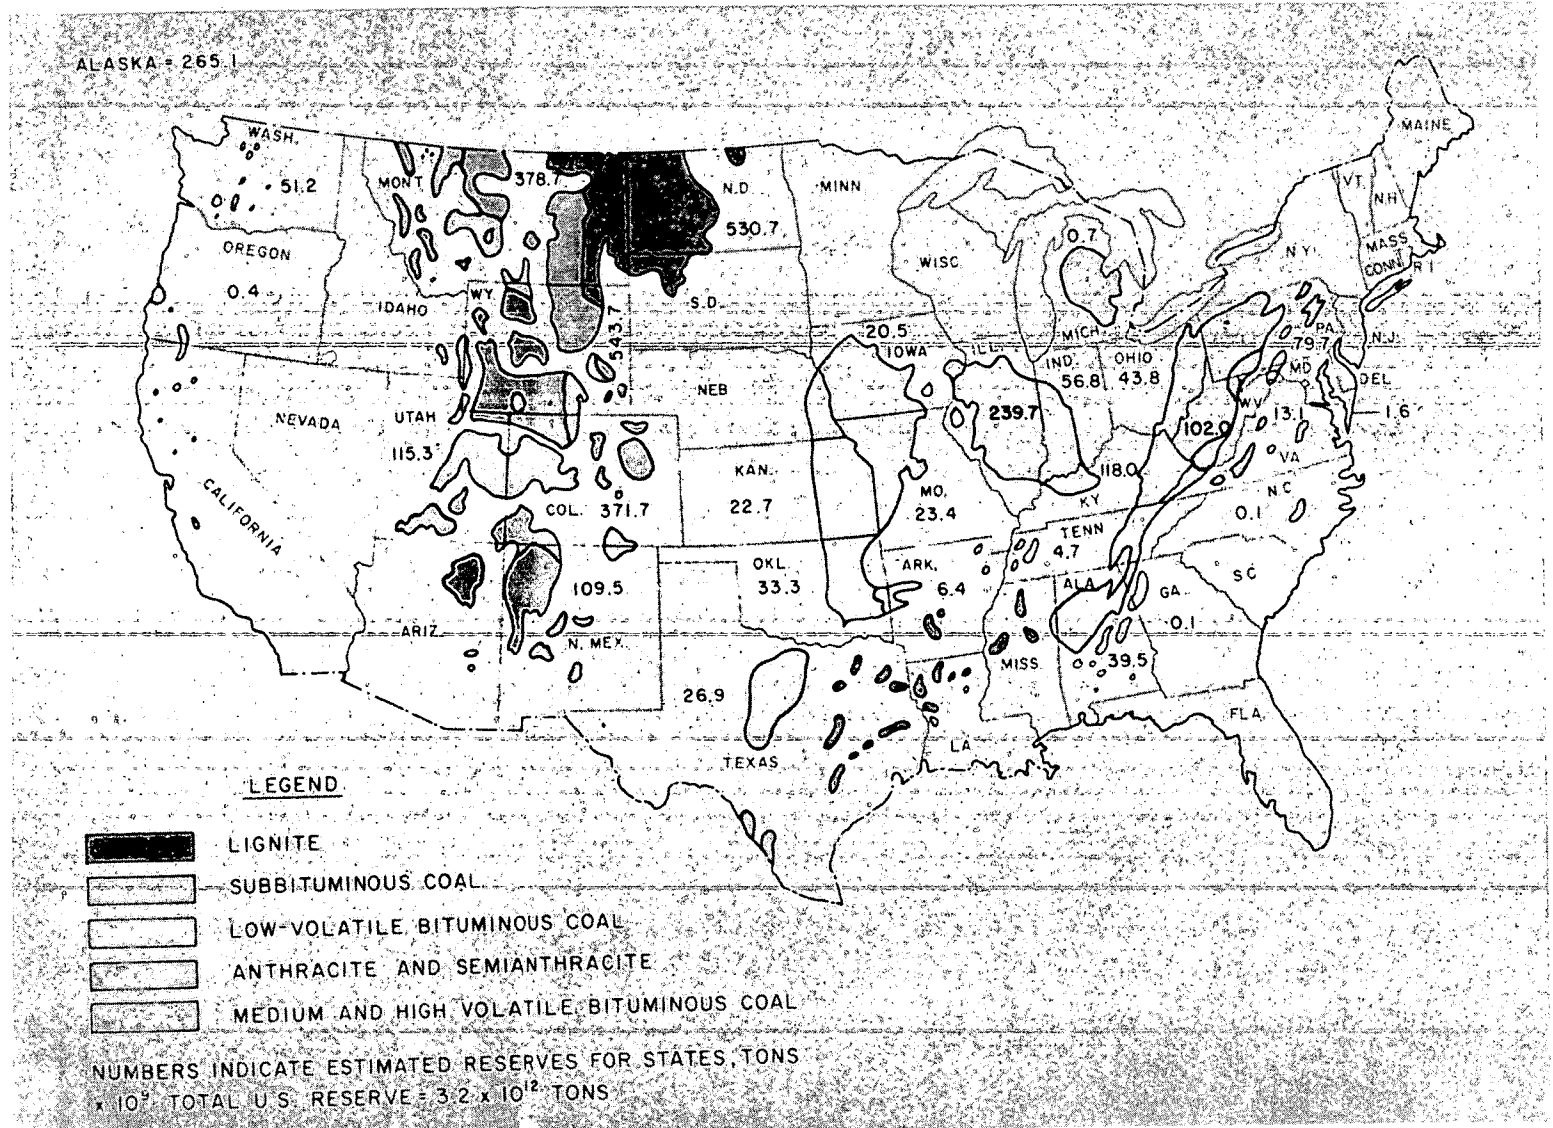 ALASKA = 265.1
WASH.
51.2
MONT.
378.7
N.D.
530.7
MINN
MAINE
VT.
N.H.
OREGON
0.4
IDAHO
WY.
543.7
S.D.
WISC.
0.7
MICH.
N.Y.
MASS
CONN.
R I
20.5
IOWA
ILL.
239.7
IND.
56.8
OHIO
43.8
PA.
79.7
N.J.
MD.
DEL.
1.6
NEVADA
UTAH
115.3
NEB
WV
102.0
13.1
VA
CALIFORNIA
COL. 371.7
KAN.
22.7
MO.
23.4
118.0
KY
N.C
0.1
TENN
4.7
ARIZ.
109.5
N. MEX.
OKL.
33.3
ARK.
6.4
ALA.
39.5
GA.
0.1
SC
MISS.
26.9
TEXAS
LA.
FLA.
LEGEND
LIGNITE
SUBBITUMINOUS COAL
LOW-VOLATILE BITUMINOUS COAL
ANTHRACITE AND SEMIANTHRACITE
MEDIUM AND HIGH VOLATILE BITUMINOUS COAL
NUMBERS INDICATE ESTIMATED RESERVES FOR STATES, TONS
x 10⁹ TOTAL U.S. RESERVE = 3.2 x 10¹² TONS